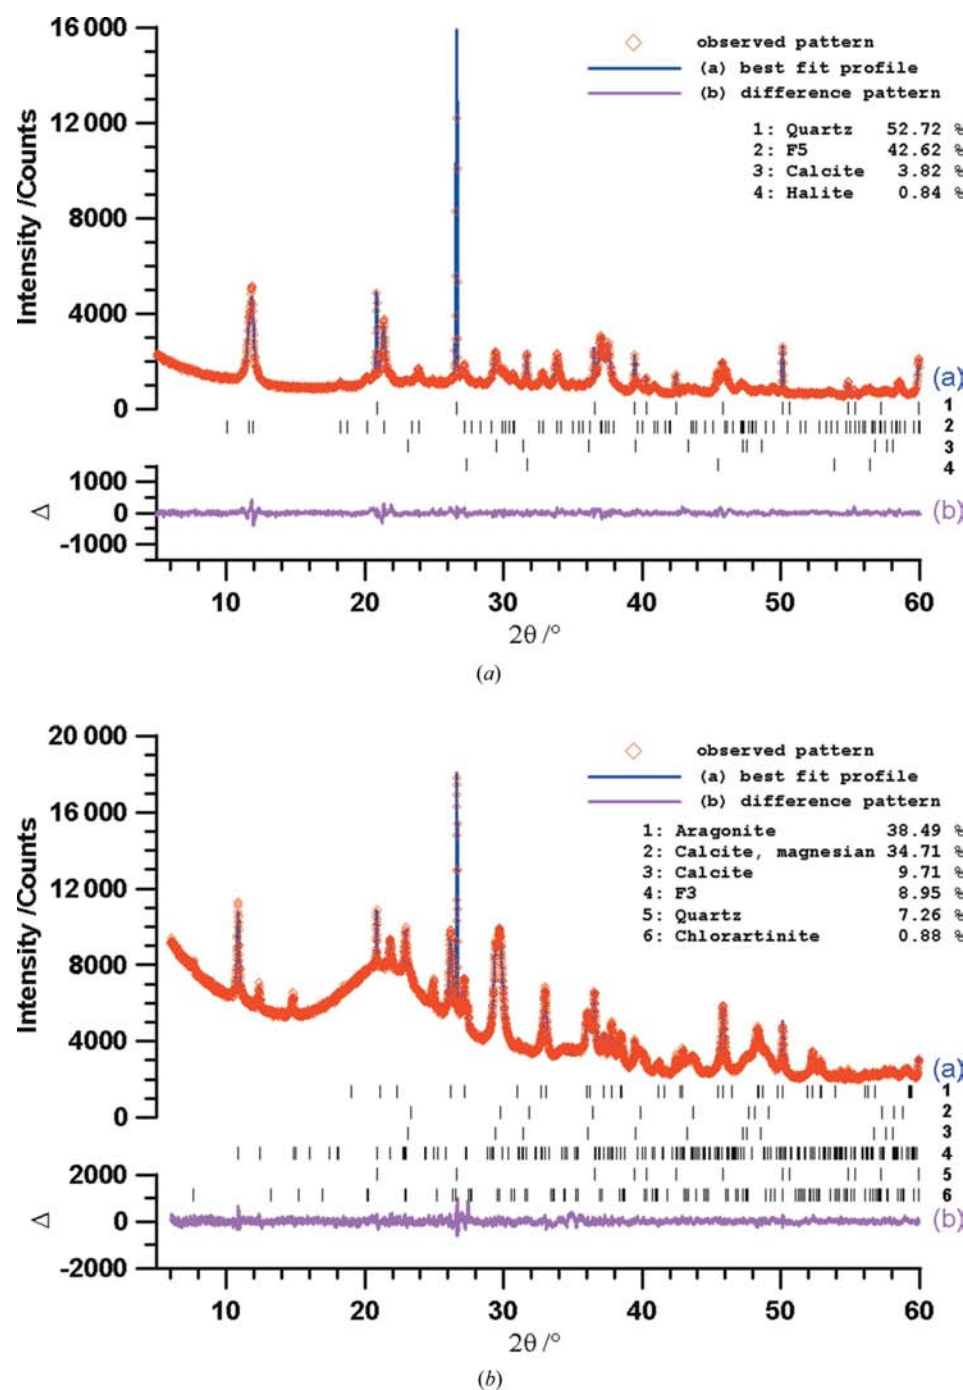 16 000
observed pattern
(a) best fit profile
(b) difference pattern
12 000
1: Quartz 52.72 %
2: F5 42.62 %
3: Calcite 3.82 %
4: Halite 0.84 %
Intensity /Counts
8000
4000
(a)
0
1
2
3
4
1000
Δ
0
(b)
-1000
10 20 30 40 50 60
2θ /°
(a)
20 000
observed pattern
(a) best fit profile
(b) difference pattern
16 000
1: Aragonite 38.49 %
2: Calcite, magnesian 34.71 %
3: Calcite 9.71 %
4: F3 8.95 %
5: Quartz 7.26 %
6: Chlorartinite 0.88 %
Intensity /Counts
12 000
8000
4000
(a)
1
0
2
3
4
2000
5
6
Δ
0
(b)
-2000
10 20 30 40 50 60
2θ /°
(b)